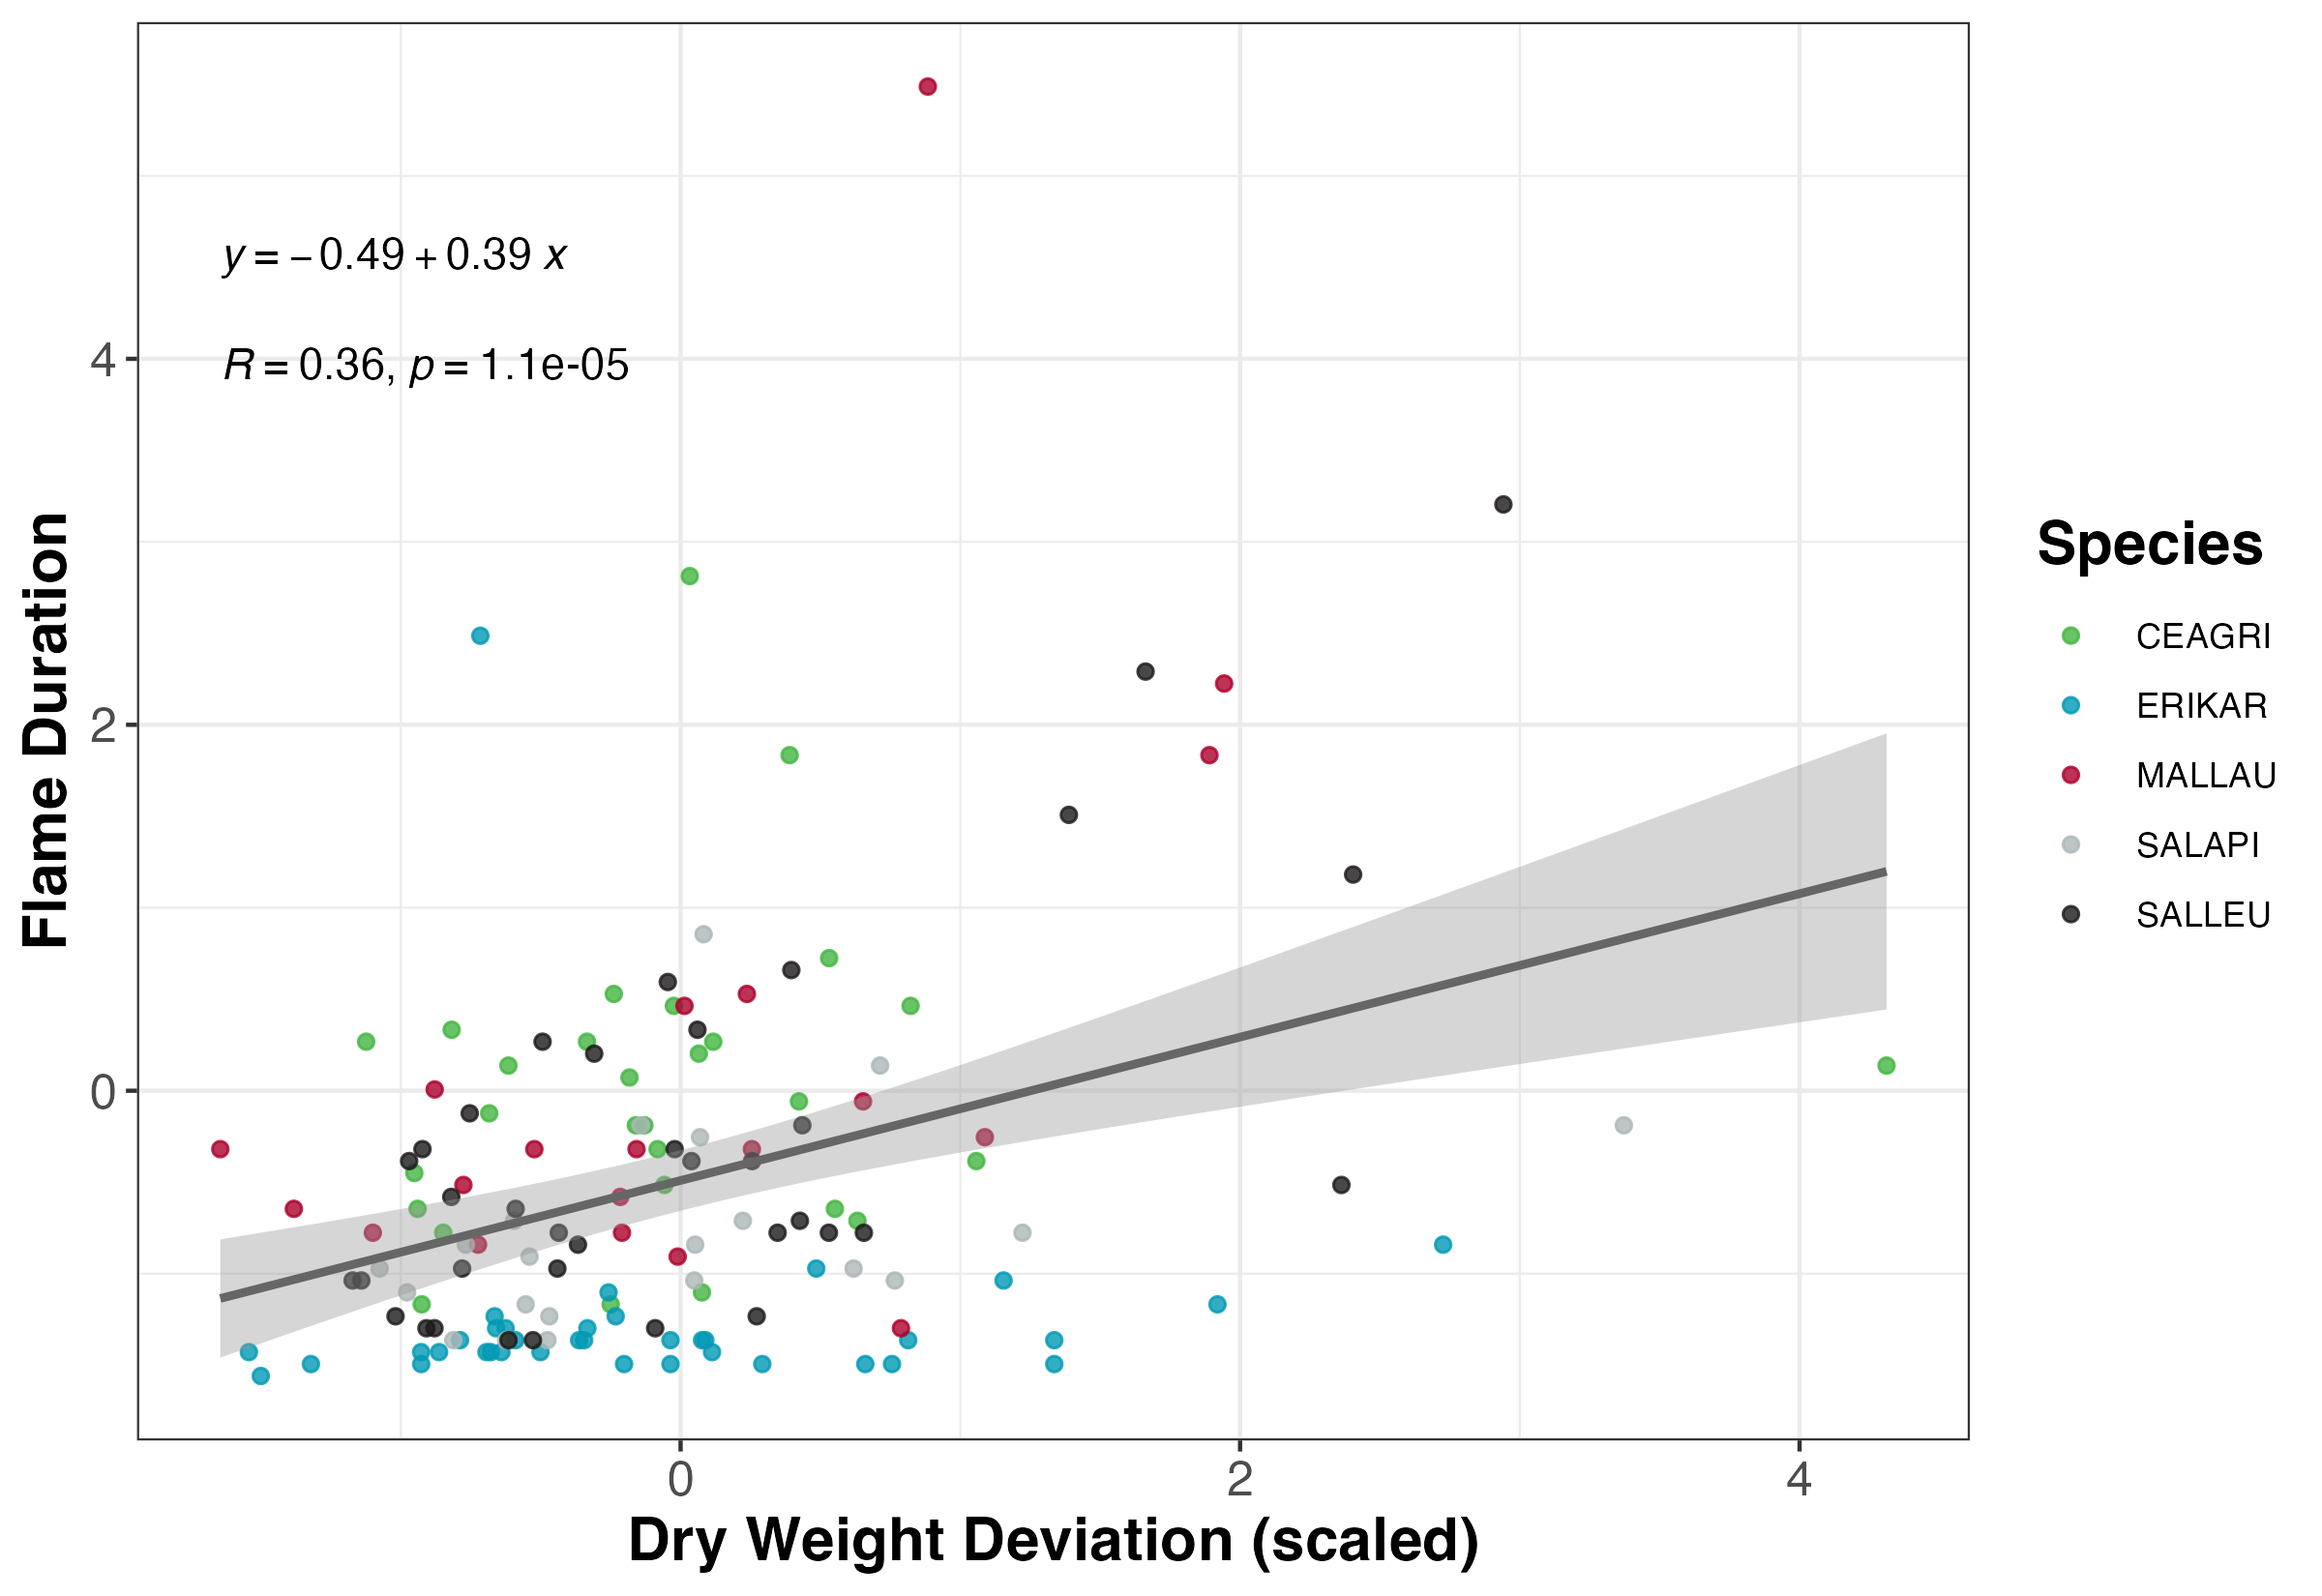 y = − 0.49 + 0.39 x
R = 0.36, p = 1.1e-05
4
2
0
Flame Duration
0 2 4
Dry Weight Deviation (scaled)
Species
CEAGRI
ERIKAR
MALLAU
SALAPI
SALLEU